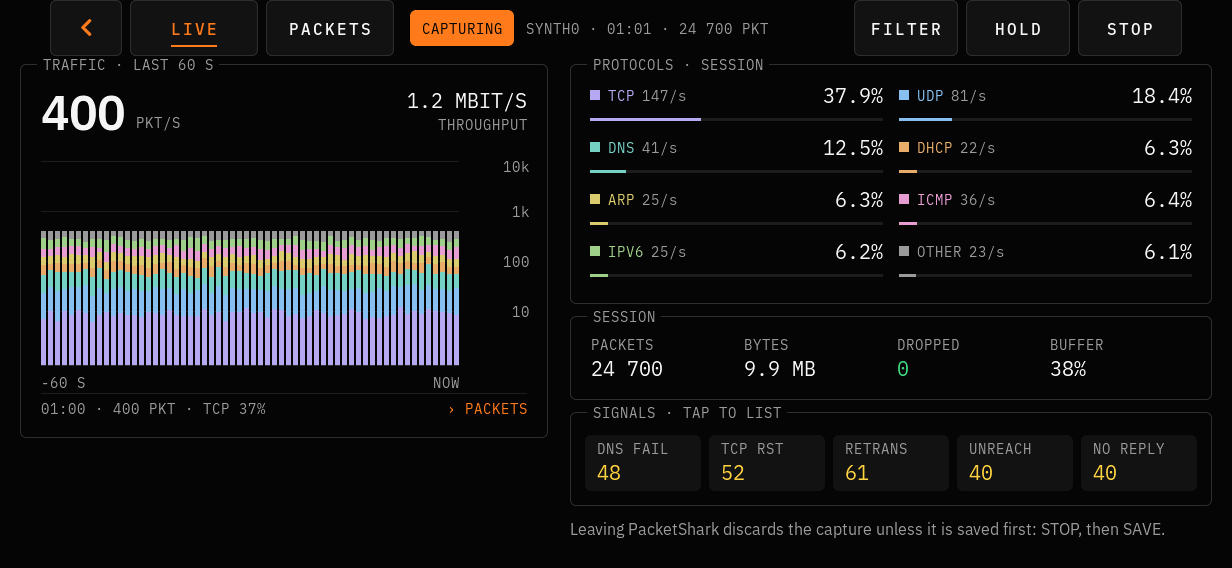 LIVE
PACKETS
CAPTURING
SYNTH0 · 01:01 · 24 700 PKT
FILTER
HOLD
STOP
TRAFFIC · LAST 60 S
400 PKT/S
1.2 MBIT/S
THROUGHPUT
10k
1k
100
10
-60 S
NOW
01:00 · 400 PKT · TCP 37%
› PACKETS
PROTOCOLS · SESSION
TCP 147/s 37.9%
UDP 81/s 18.4%
DNS 41/s 12.5%
DHCP 22/s 6.3%
ARP 25/s 6.3%
ICMP 36/s 6.4%
IPV6 25/s 6.2%
OTHER 23/s 6.1%
SESSION
PACKETS
24 700
BYTES
9.9 MB
DROPPED
0
BUFFER
38%
SIGNALS · TAP TO LIST
DNS FAIL
48
TCP RST
52
RETRANS
61
UNREACH
40
NO REPLY
40
Leaving PacketShark discards the capture unless it is saved first: STOP, then SAVE.